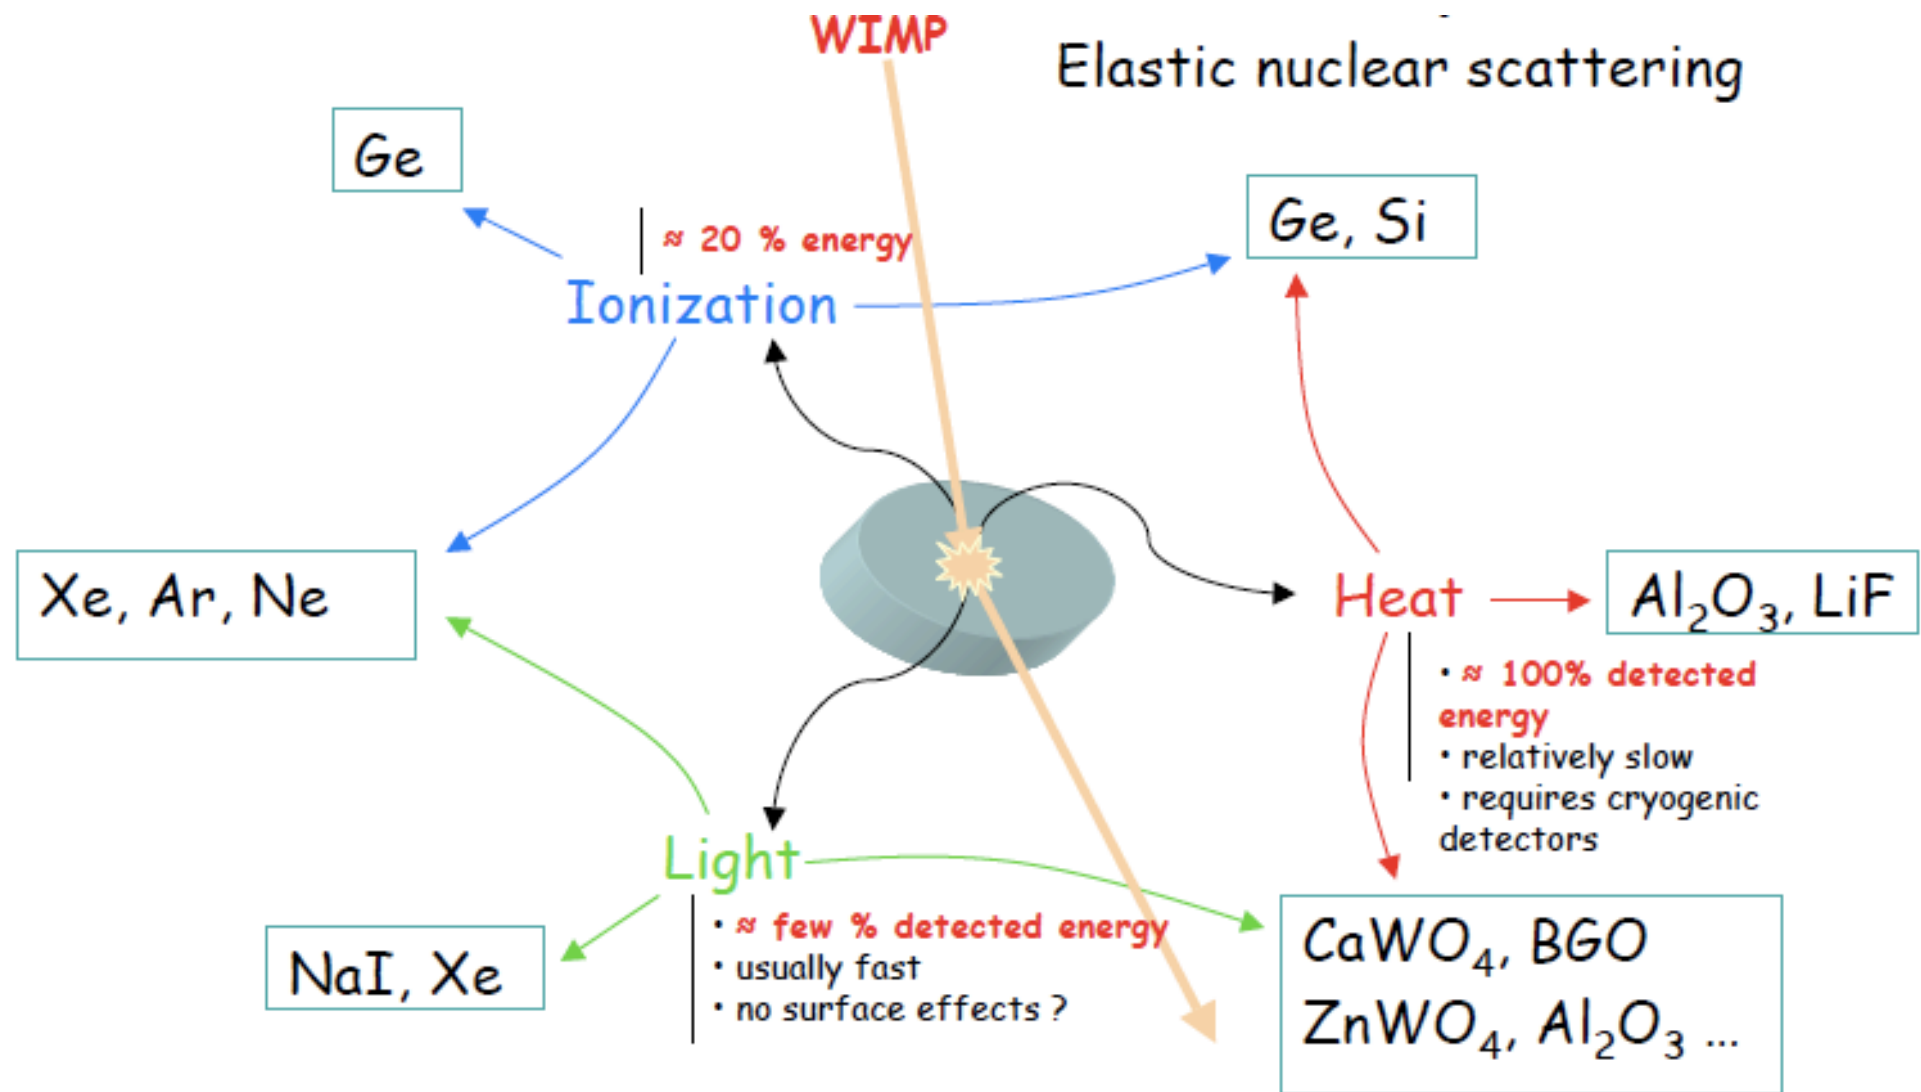 WIMP
Elastic nuclear scattering
Ge
≈ 20 % energy
Ge, Si
Ionization
Xe, Ar, Ne
Heat
Al₂O₃, LiF
• ≈ 100% detected
energy
• relatively slow
• requires cryogenic
detectors
Light
• ≈ few % detected energy
• usually fast
• no surface effects ?
NaI, Xe
CaWO₄, BGO
ZnWO₄, Al₂O₃ ...